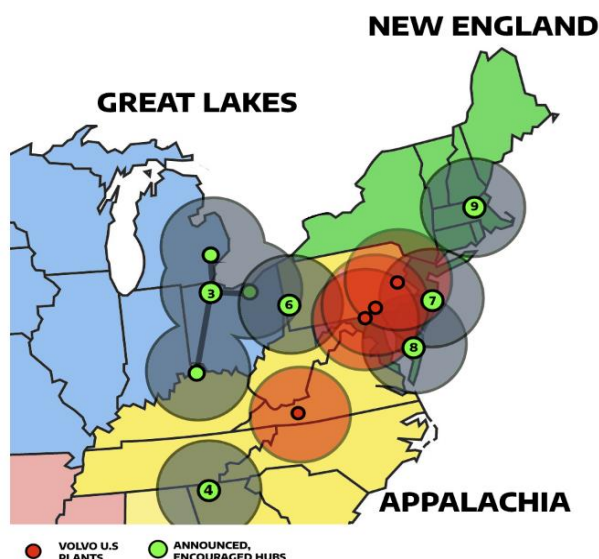 NEW ENGLAND
GREAT LAKES
9
3
6
7
8
4
APPALACHIA
VOLVO U.S
PLANTS
ANNOUNCED,
ENCOURAGED HUBS